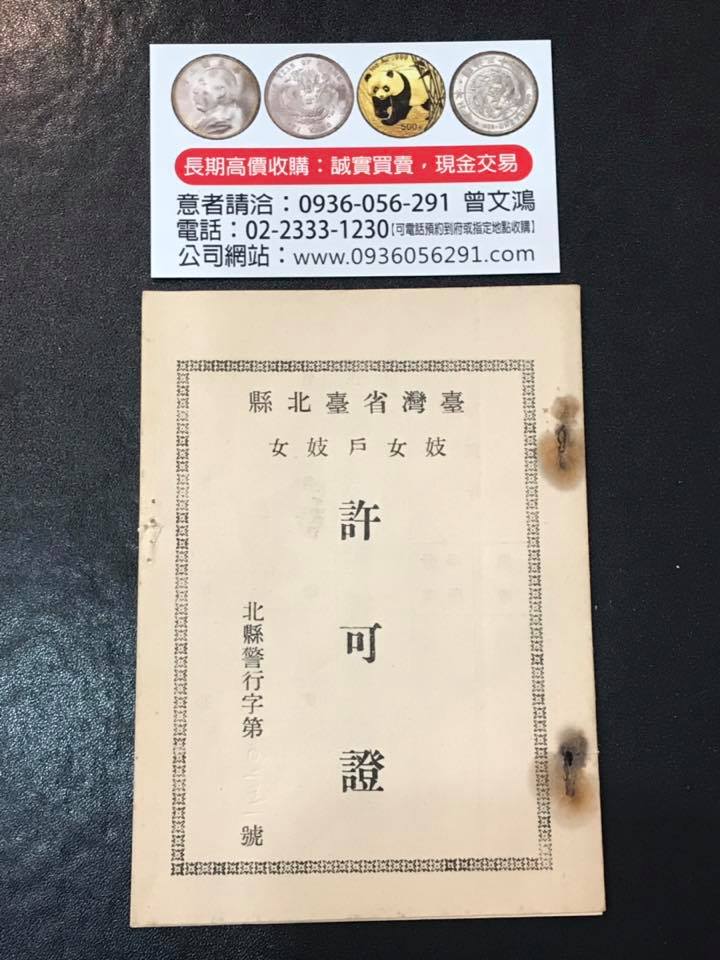 長期高價收購：誠實買賣，現金交易
意者請洽：0936-056-291 曾文鴻
電話：02-2333-1230【可電話預約到府或指定地點收購】
公司網站：www.0936056291.com
臺灣省臺北縣
妓女戶妓女
許可證
北縣警行字第 號